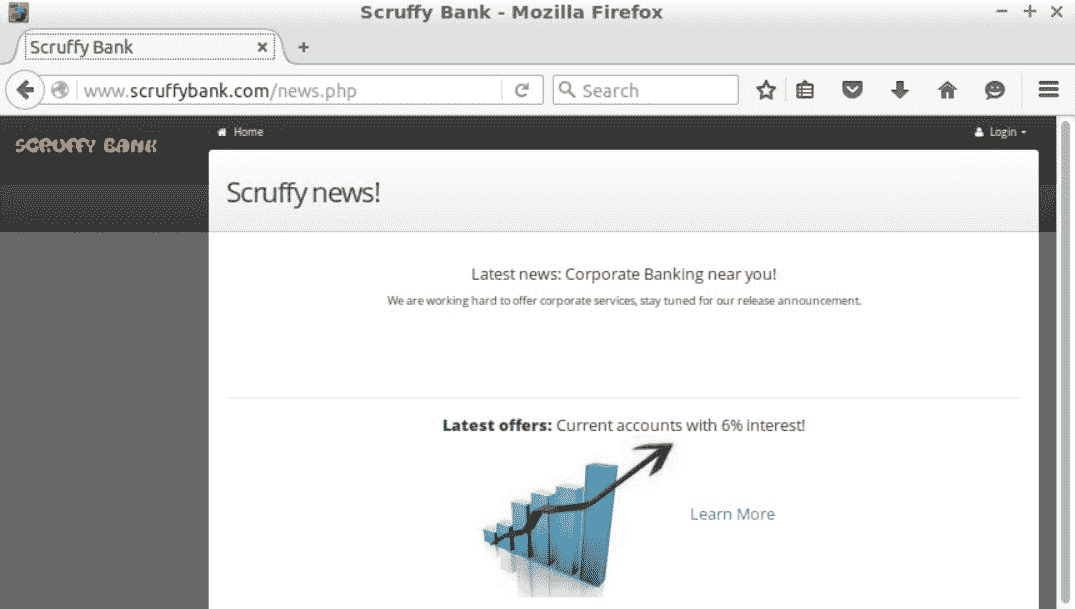 Scruffy Bank - Mozilla Firefox
Scruffy Bank
www.scruffybank.com/news.php
Search
SCRUFFY BANK
Home
Login
Scruffy news!
Latest news: Corporate Banking near you!
We are working hard to offer corporate services, stay tuned for our release announcement.
Latest offers: Current accounts with 6% interest!
Learn More